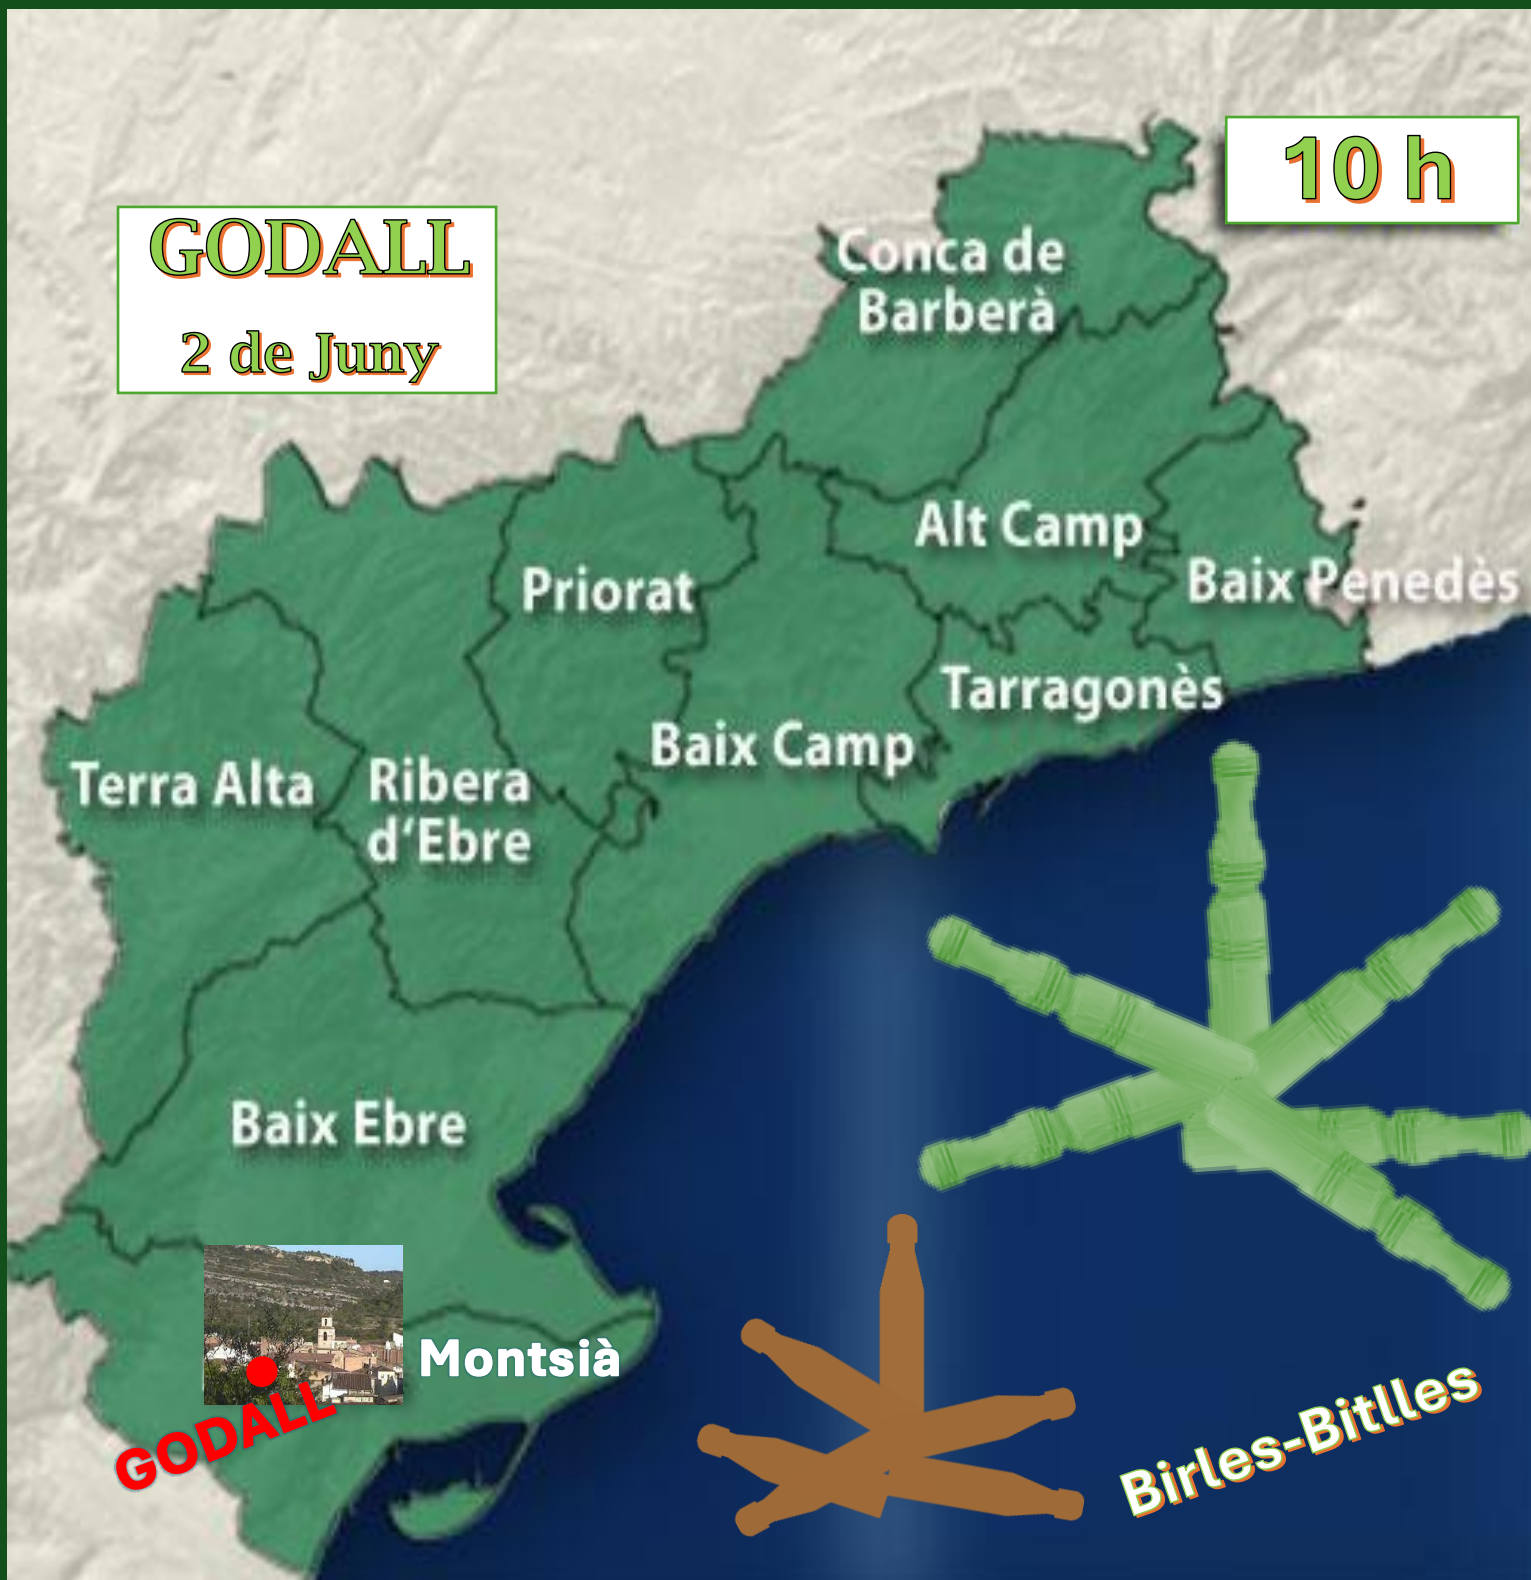 10 h
GODALL
2 de Juny
Conca de
Barberà
Alt Camp
Baix Penedès
Priorat
Tarragonès
Baix Camp
Terra Alta
Ribera
d‘Ebre
Baix Ebre
Montsià
GODALL
Birles-Bitlles